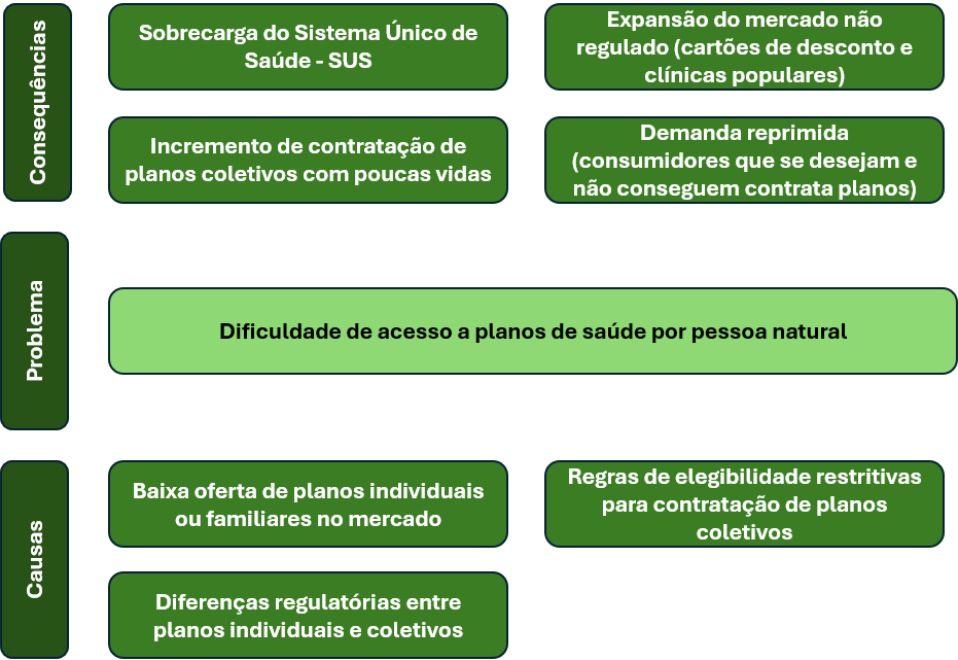 Consequências
Sobrecarga do Sistema Único de
Saúde - SUS
Expansão do mercado não
regulado (cartões de desconto e
clínicas populares)
Incremento de contratação de
planos coletivos com poucas vidas
Demanda reprimida
(consumidores que se desejam e
não conseguem contrata planos)
Problema
Dificuldade de acesso a planos de saúde por pessoa natural
Causas
Baixa oferta de planos individuais
ou familiares no mercado
Regras de elegibilidade restritivas
para contratação de planos
coletivos
Diferenças regulatórias entre
planos individuais e coletivos